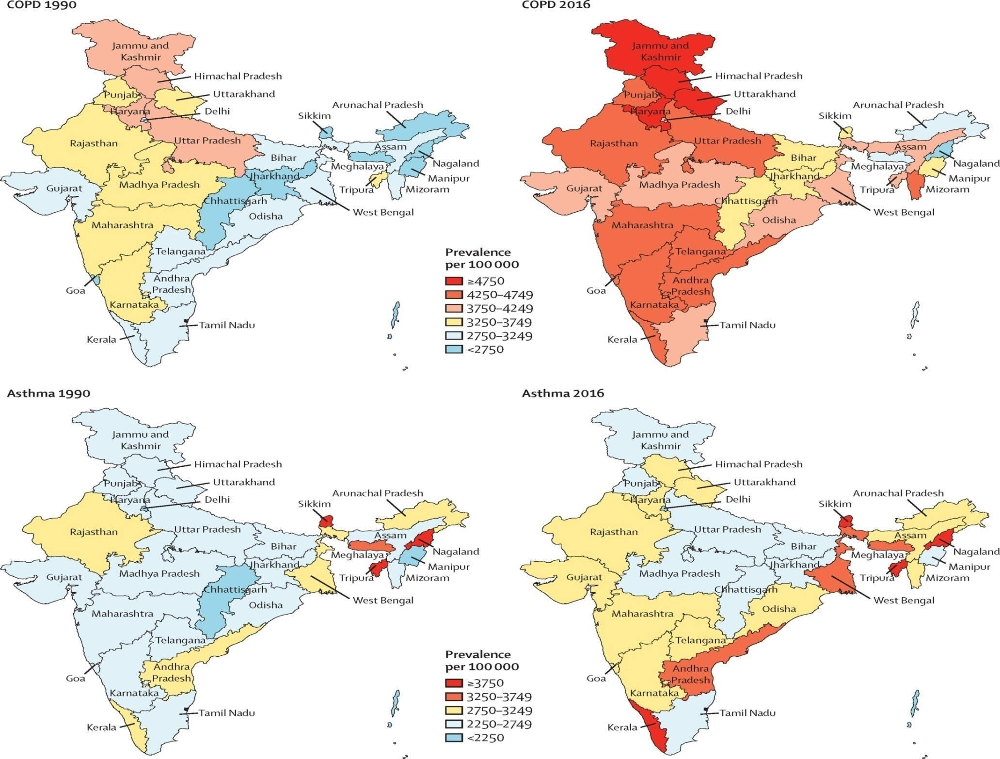 COPD 1990
Jammu and
Kashmir
Himachal Pradesh
Punjab
Uttarakhand
Haryana
Delhi
Arunachal Pradesh
Sikkim
Rajasthan
Uttar Pradesh
Assam
Bihar
Nagaland
Meghalaya
Jharkhand
Manipur
Gujarat
Madhya Pradesh
Tripura
Mizoram
Chhattisgarh
West Bengal
Odisha
Maharashtra
Telangana
Andhra
Pradesh
Goa
Karnataka
Tamil Nadu
Kerala
COPD 2016
Jammu and
Kashmir
Himachal Pradesh
Punjab
Uttarakhand
Haryana
Delhi
Arunachal Pradesh
Sikkim
Rajasthan
Uttar Pradesh
Assam
Bihar
Nagaland
Meghalaya
Jharkhand
Manipur
Gujarat
Madhya Pradesh
Tripura
Mizoram
Chhattisgarh
West Bengal
Odisha
Maharashtra
Telangana
Andhra
Pradesh
Goa
Karnataka
Tamil Nadu
Kerala
Prevalence
per 100 000
≥4750
4250–4749
3750–4249
3250–3749
2750–3249
<2750
Asthma 1990
Jammu and
Kashmir
Himachal Pradesh
Punjab
Uttarakhand
Haryana
Delhi
Arunachal Pradesh
Sikkim
Rajasthan
Uttar Pradesh
Assam
Bihar
Nagaland
Meghalaya
Jharkhand
Manipur
Gujarat
Madhya Pradesh
Tripura
Mizoram
Chhattisgarh
West Bengal
Odisha
Maharashtra
Telangana
Andhra
Pradesh
Goa
Karnataka
Tamil Nadu
Kerala
Asthma 2016
Jammu and
Kashmir
Himachal Pradesh
Punjab
Uttarakhand
Haryana
Delhi
Arunachal Pradesh
Sikkim
Rajasthan
Uttar Pradesh
Assam
Bihar
Nagaland
Meghalaya
Jharkhand
Manipur
Gujarat
Madhya Pradesh
Tripura
Mizoram
Chhattisgarh
West Bengal
Odisha
Maharashtra
Telangana
Andhra
Pradesh
Goa
Karnataka
Tamil Nadu
Kerala
Prevalence
per 100 000
≥3750
3250–3749
2750–3249
2250–2749
<2250